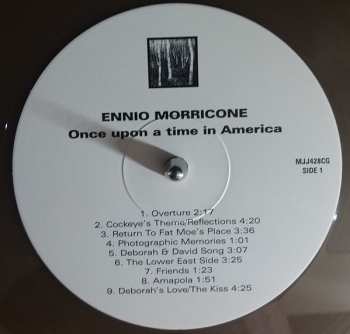 ENNIO MORRICONE
Once upon a time in America
MJJ428CG
SIDE 1
1. Overture 2:17
2. Cockeye's Theme/Reflections 4:20
3. Return To Fat Moe's Place 3:36
4. Photographic Memories 1:01
5. Deborah & David Song 3:07
6. The Lower East Side 3:25
7. Friends 1:23
8. Amapola 1:51
9. Deborah's Love/The Kiss 4:25